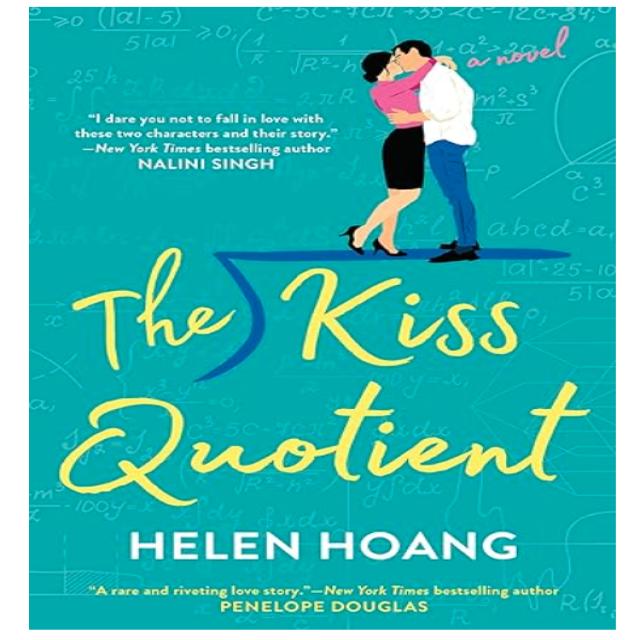 a novel
“I dare you not to fall in love with
these two characters and their story.”
—New York Times bestselling author
NALINI SINGH
The Kiss
Quotient
HELEN HOANG
“A rare and riveting love story.”—New York Times bestselling author
PENELOPE DOUGLAS